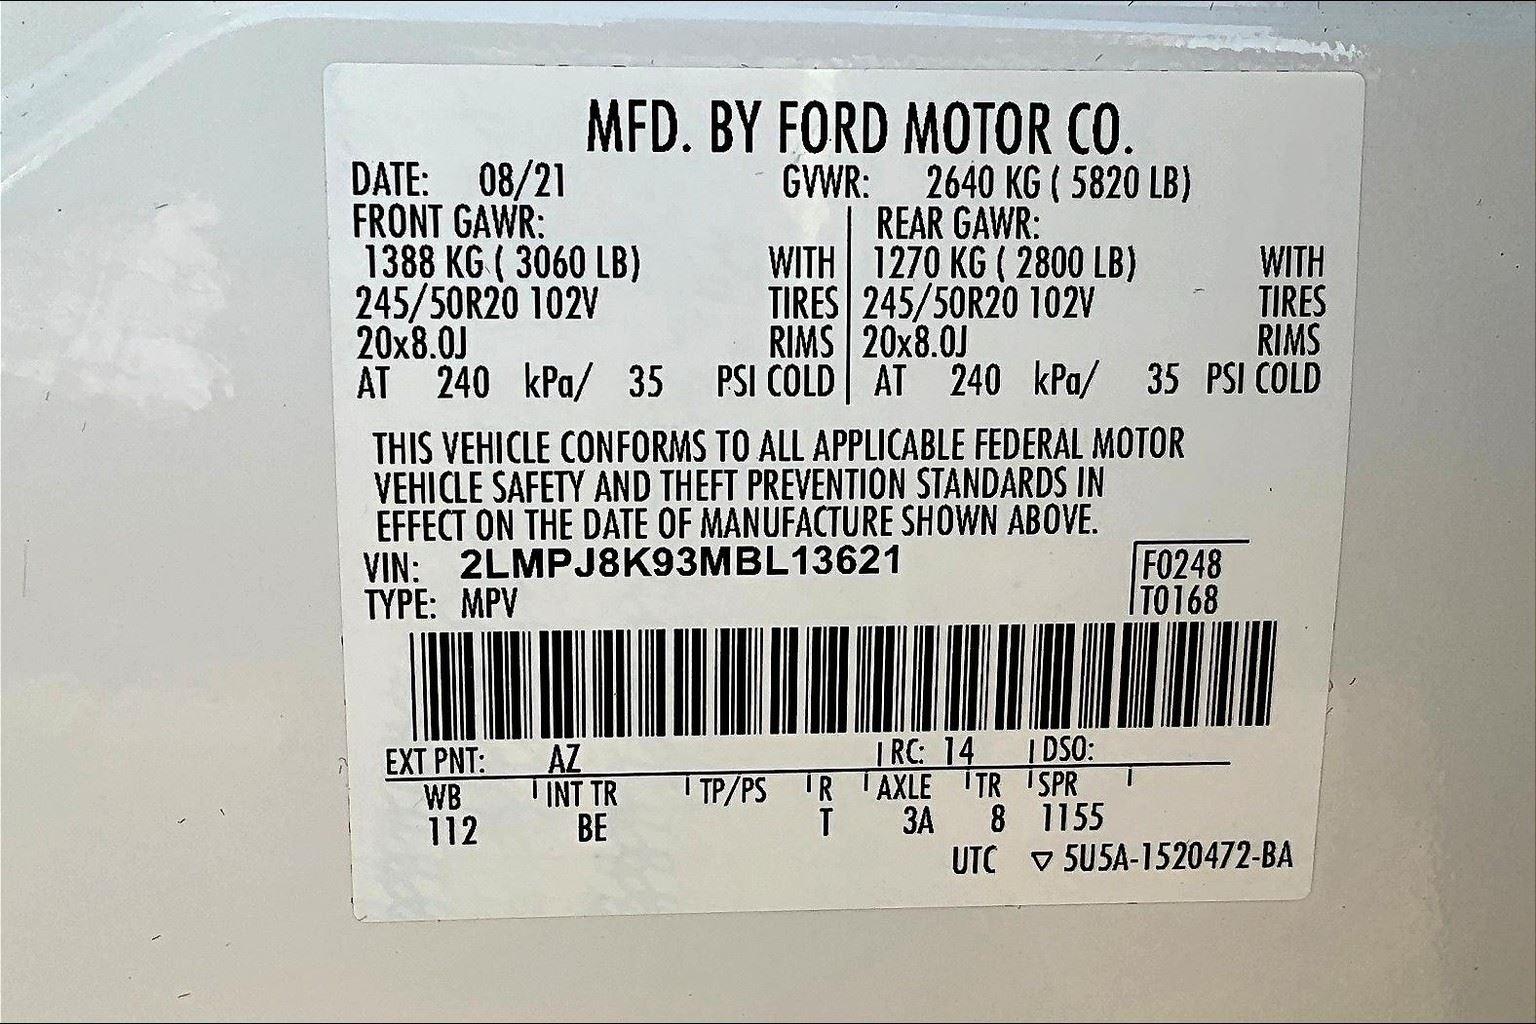 MFD. BY FORD MOTOR CO.
DATE: 08/21 GVWR: 2640 KG ( 5820 LB)
FRONT GAWR: REAR GAWR:
1388 KG ( 3060 LB) WITH 1270 KG ( 2800 LB) WITH
245/50R20 102V TIRES 245/50R20 102V TIRES
20x8.0J RIMS 20x8.0J RIMS
AT 240 kPa/ 35 PSI COLD AT 240 kPa/ 35 PSI COLD
THIS VEHICLE CONFORMS TO ALL APPLICABLE FEDERAL MOTOR
VEHICLE SAFETY AND THEFT PREVENTION STANDARDS IN
EFFECT ON THE DATE OF MANUFACTURE SHOWN ABOVE.
VIN: 2LMPJ8K93MBL13621 F0248
TYPE: MPV T0168
EXT PNT: AZ RC: 14 DSO:
WB INT TR TP/PS R AXLE TR SPR
112 BE T 3A 8 1155
UTC ▽ 5U5A-1520472-BA